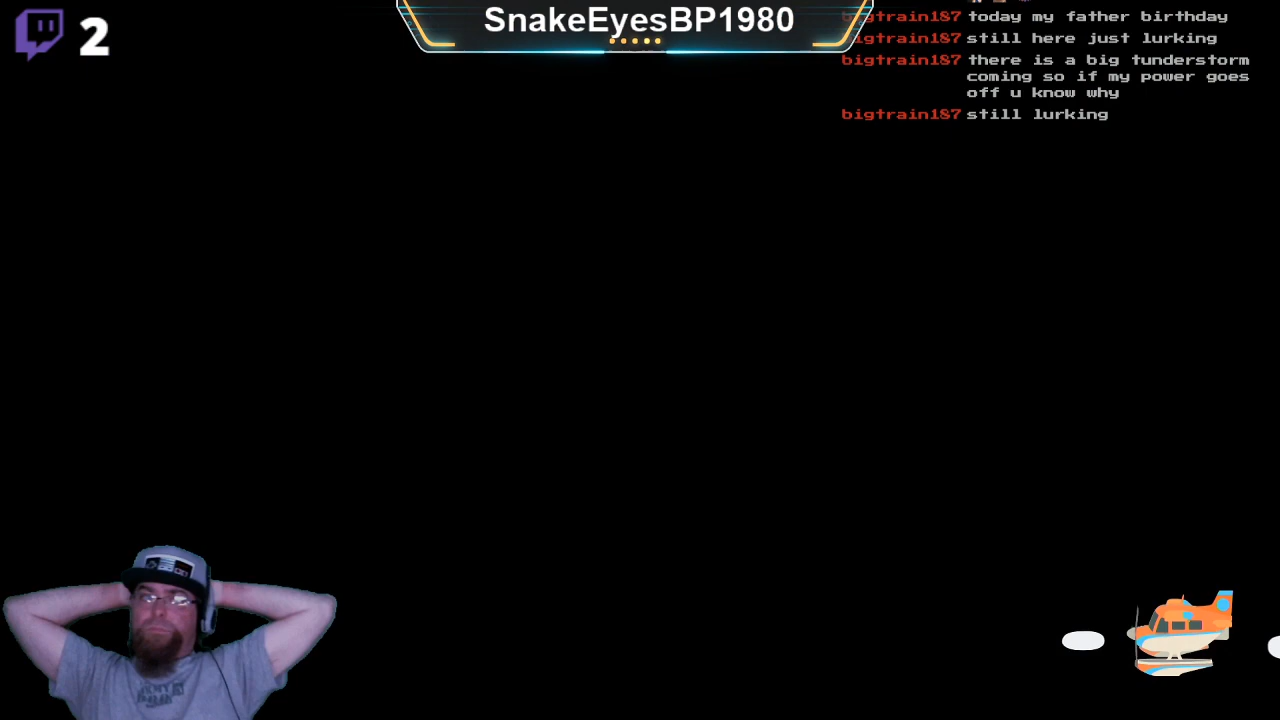 2
SnakeEyesBP1980
bigtrain187 today my father birthday
bigtrain187 still here just lurking
bigtrain187 there is a big tunderstorm
coming so if my power goes
off u know why
bigtrain187 still lurking